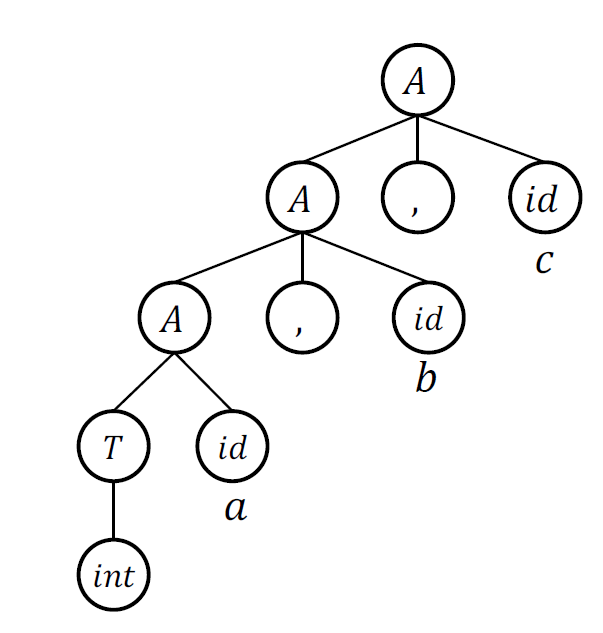 A
A , id
c
A , id
b
T id
a
int